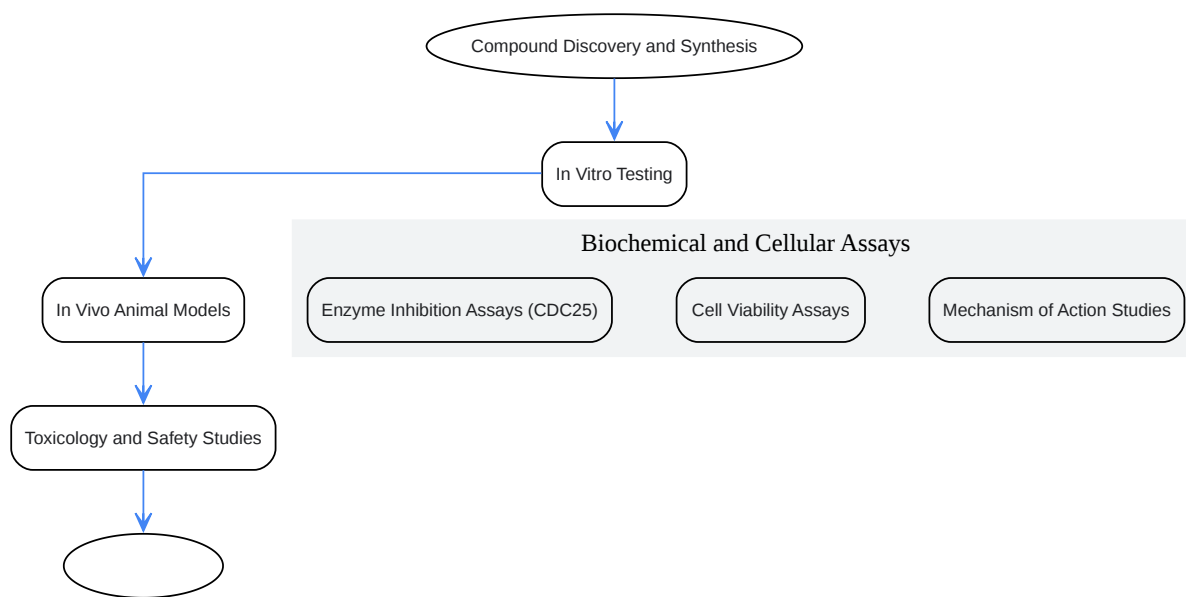 Compound Discovery and Synthesis
In Vitro Testing
Biochemical and Cellular Assays
In Vivo Animal Models
Enzyme Inhibition Assays (CDC25)
Cell Viability Assays
Mechanism of Action Studies
Toxicology and Safety Studies